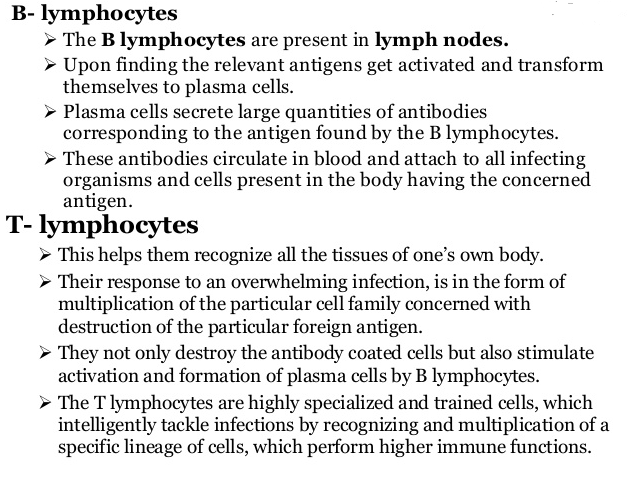 B- lymphocytes
➢ The B lymphocytes are present in lymph nodes.
➢ Upon finding the relevant antigens get activated and transform
themselves to plasma cells.
➢ Plasma cells secrete large quantities of antibodies
corresponding to the antigen found by the B lymphocytes.
➢ These antibodies circulate in blood and attach to all infecting
organisms and cells present in the body having the concerned
antigen.
T- lymphocytes
➢ This helps them recognize all the tissues of one's own body.
➢ Their response to an overwhelming infection, is in the form of
multiplication of the particular cell family concerned with
destruction of the particular foreign antigen.
➢ They not only destroy the antibody coated cells but also stimulate
activation and formation of plasma cells by B lymphocytes.
➢ The T lymphocytes are highly specialized and trained cells, which
intelligently tackle infections by recognizing and multiplication of a
specific lineage of cells, which perform higher immune functions.